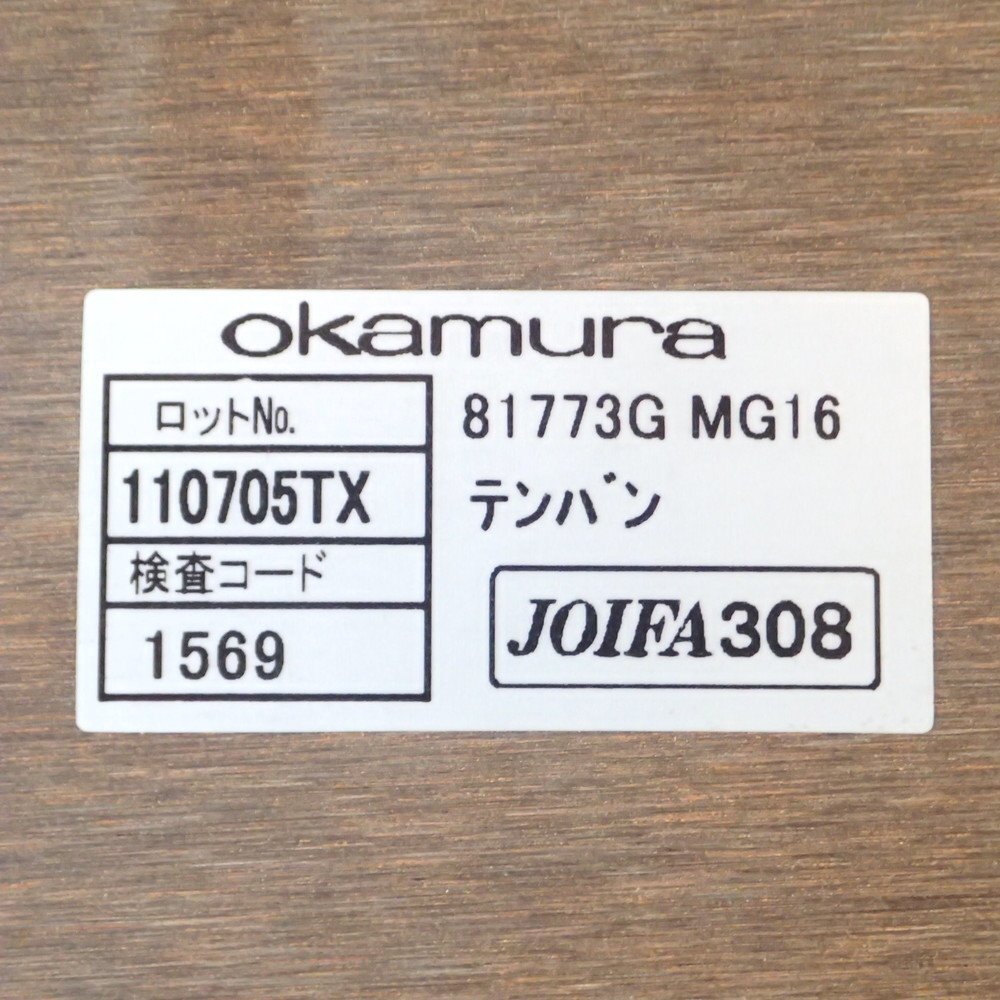 okamura
ロットNo.
110705TX
検査コード
1569
81773G MG16
テンバン
JOIFA308